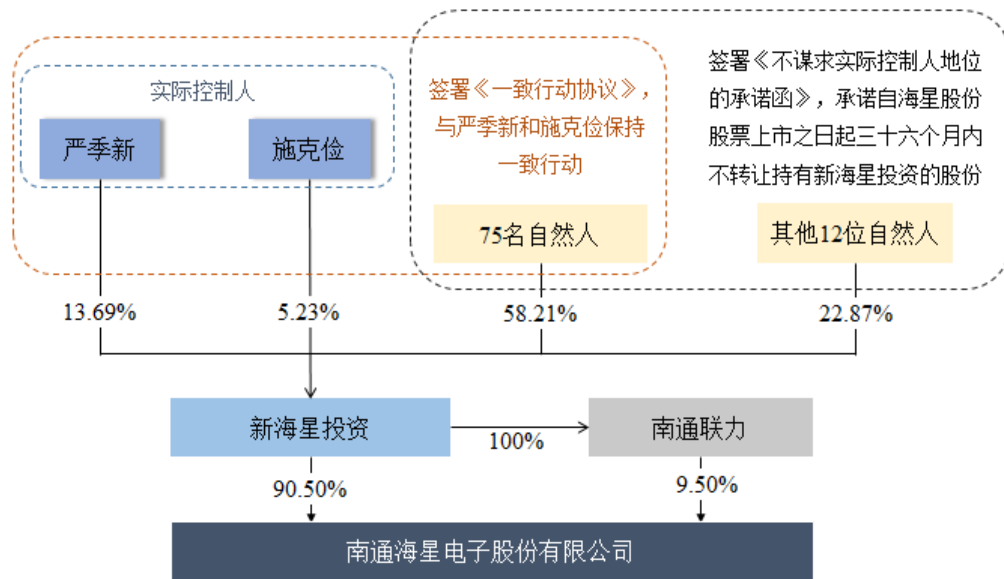 实际控制人
严季新
施克俭
签署《一致行动协议》，
与严季新和施克俭保持
一致行动
75名自然人
签署《不谋求实际控制人地位
的承诺函》，承诺自海星股份
股票上市之日起三十六个月内
不转让持有新海星投资的股份
其他12位自然人
13.69%
5.23%
58.21%
22.87%
新海星投资
100%
南通联力
90.50%
9.50%
南通海星电子股份有限公司